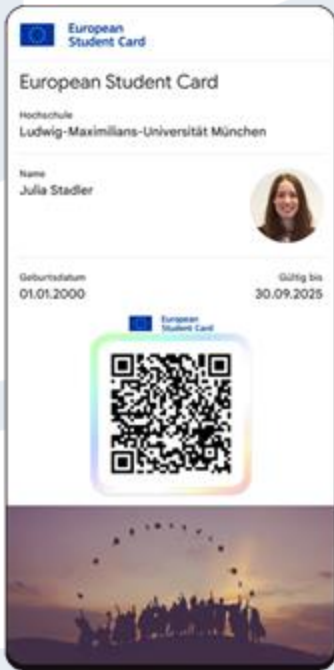 European
Student Card
European Student Card
Hochschule
Ludwig-Maximilians-Universität München
Name
Julia Stadler
Geburtsdatum
Gültig bis
01.01.2000
30.09.2025
European
Student Card